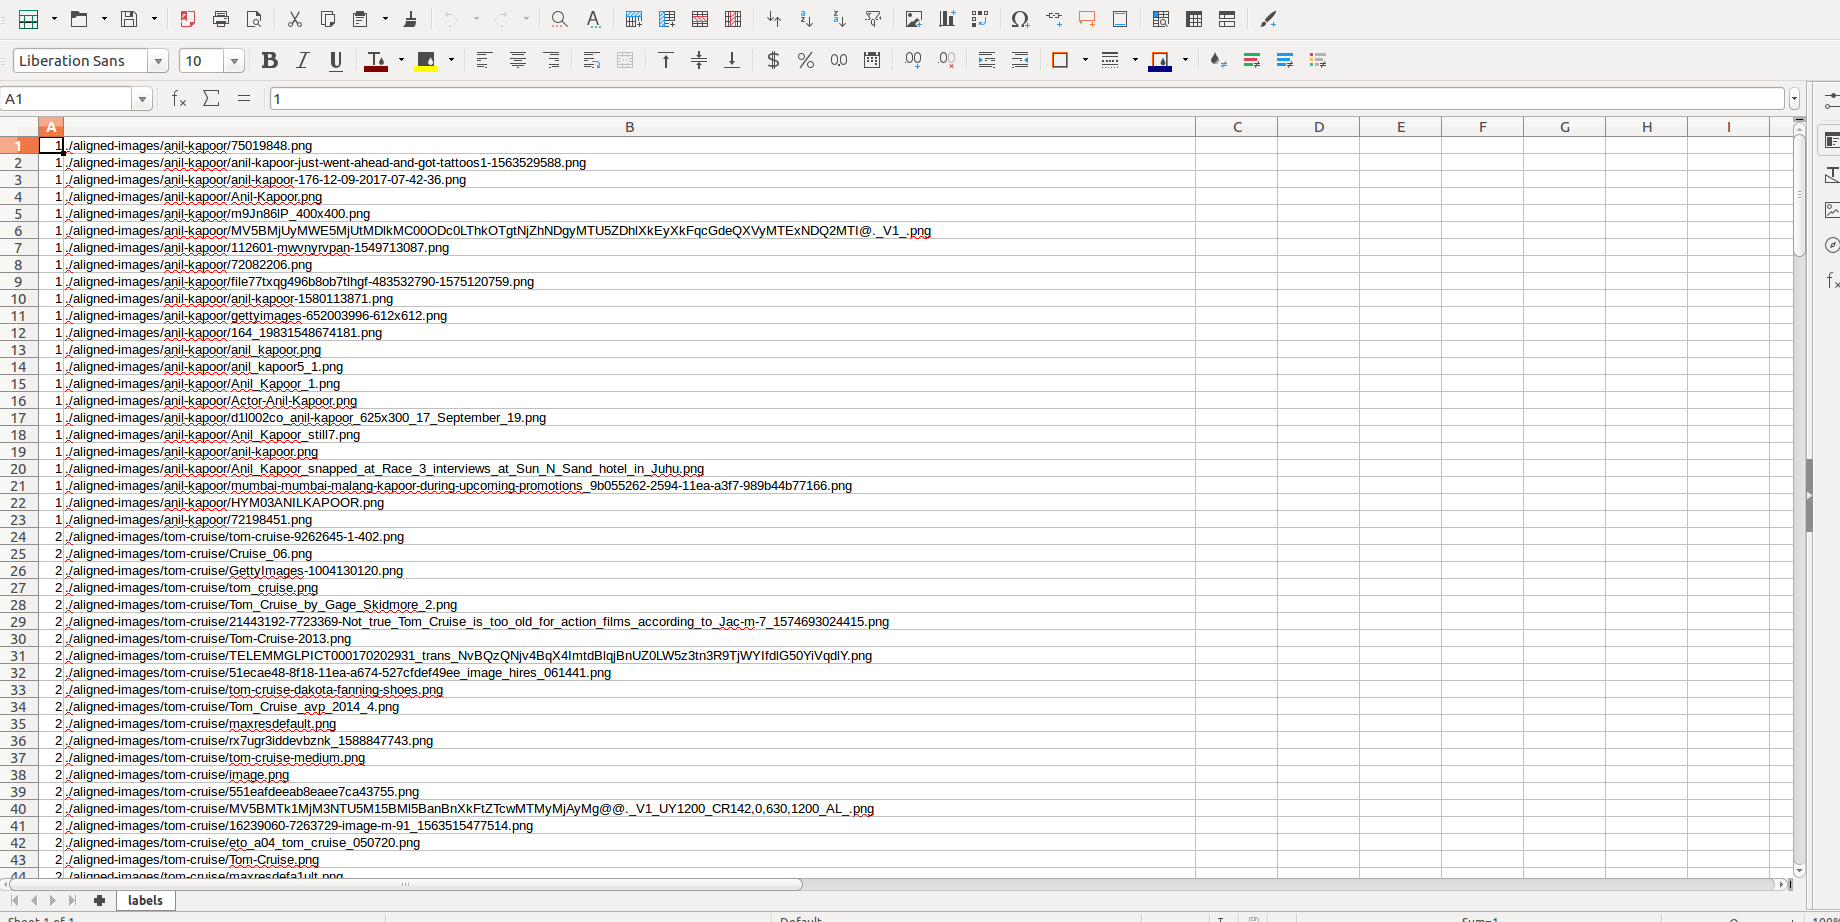 Liberation Sans 10
A1 1
A B C D E F G H I
1 1 ./aligned-images/anil-kapoor/75019848.png
2 1 ./aligned-images/anil-kapoor/anil-kapoor-just-went-ahead-and-got-tattoos1-1563529588.png
3 1 ./aligned-images/anil-kapoor/anil-kapoor-176-12-09-2017-07-42-36.png
4 1 ./aligned-images/anil-kapoor/Anil-Kapoor.png
5 1 ./aligned-images/anil-kapoor/m9Jn86lP_400x400.png
6 1 ./aligned-images/anil-kapoor/MV5BMjUyMWE5MjUtMDlkMC00ODc0LThkOTgtNjZhNDgyMTU5ZDhlXkEyXkFqcGdeQXVyMTExNDQ2MTI@._V1_.png
7 1 ./aligned-images/anil-kapoor/112601-mwvnyrvpan-1549713087.png
8 1 ./aligned-images/anil-kapoor/72082206.png
9 1 ./aligned-images/anil-kapoor/file77txqg496b8ob7tlhgf-483532790-1575120759.png
10 1 ./aligned-images/anil-kapoor/anil-kapoor-1580113871.png
11 1 ./aligned-images/anil-kapoor/gettyimages-652003996-612x612.png
12 1 ./aligned-images/anil-kapoor/164_19831548674181.png
13 1 ./aligned-images/anil-kapoor/anil_kapoor.png
14 1 ./aligned-images/anil-kapoor/anil_kapoor5_1.png
15 1 ./aligned-images/anil-kapoor/Anil_Kapoor_1.png
16 1 ./aligned-images/anil-kapoor/Actor-Anil-Kapoor.png
17 1 ./aligned-images/anil-kapoor/d1l002co_anil-kapoor_625x300_17_September_19.png
18 1 ./aligned-images/anil-kapoor/Anil_Kapoor_still7.png
19 1 ./aligned-images/anil-kapoor/anil-kapoor.png
20 1 ./aligned-images/anil-kapoor/Anil_Kapoor_snapped_at_Race_3_interviews_at_Sun_N_Sand_hotel_in_Juhu.png
21 1 ./aligned-images/anil-kapoor/mumbai-mumbai-malang-kapoor-during-upcoming-promotions_9b055262-2594-11ea-a3f7-989b44b77166.png
22 1 ./aligned-images/anil-kapoor/HYM03ANILKAPOOR.png
23 1 ./aligned-images/anil-kapoor/72198451.png
24 2 ./aligned-images/tom-cruise/tom-cruise-9262645-1-402.png
25 2 ./aligned-images/tom-cruise/Cruise_06.png
26 2 ./aligned-images/tom-cruise/GettyImages-1004130120.png
27 2 ./aligned-images/tom-cruise/tom_cruise.png
28 2 ./aligned-images/tom-cruise/Tom_Cruise_by_Gage_Skidmore_2.png
29 2 ./aligned-images/tom-cruise/21443192-7723369-Not_true_Tom_Cruise_is_too_old_for_action_films_according_to_Jac-m-7_1574693024415.png
30 2 ./aligned-images/tom-cruise/Tom-Cruise-2013.png
31 2 ./aligned-images/tom-cruise/TELEMMGLPICT000170202931_trans_NvBQzQNjv4BqX4ImtdBlqjBnUZ0LW5z3tn3R9TjWYIfdlG50YiVqdlY.png
32 2 ./aligned-images/tom-cruise/51ecae48-8f18-11ea-a674-527cfdef49ee_image_hires_061441.png
33 2 ./aligned-images/tom-cruise/tom-cruise-dakota-fanning-shoes.png
34 2 ./aligned-images/tom-cruise/Tom_Cruise_avp_2014_4.png
35 2 ./aligned-images/tom-cruise/maxresdefault.png
36 2 ./aligned-images/tom-cruise/rx7ugr3iddevbznk_1588847743.png
37 2 ./aligned-images/tom-cruise/tom-cruise-medium.png
38 2 ./aligned-images/tom-cruise/image.png
39 2 ./aligned-images/tom-cruise/551eafdeeab8eaee7ca43755.png
40 2 ./aligned-images/tom-cruise/MV5BMTk1MjM3NTU5M15BMl5BanBnXkFtZTcwMTMyMjAyMg@@._V1_UY1200_CR142,0,630,1200_AL_.png
41 2 ./aligned-images/tom-cruise/16239060-7263729-image-m-91_1563515477514.png
42 2 ./aligned-images/tom-cruise/eto_a04_tom_cruise_050720.png
43 2 ./aligned-images/tom-cruise/Tom-Cruise.png
44 2 ./aligned-images/tom-cruise/maxresdefa1ult.png
labels
Sheet 1 of 1 Default Sum=1 100%